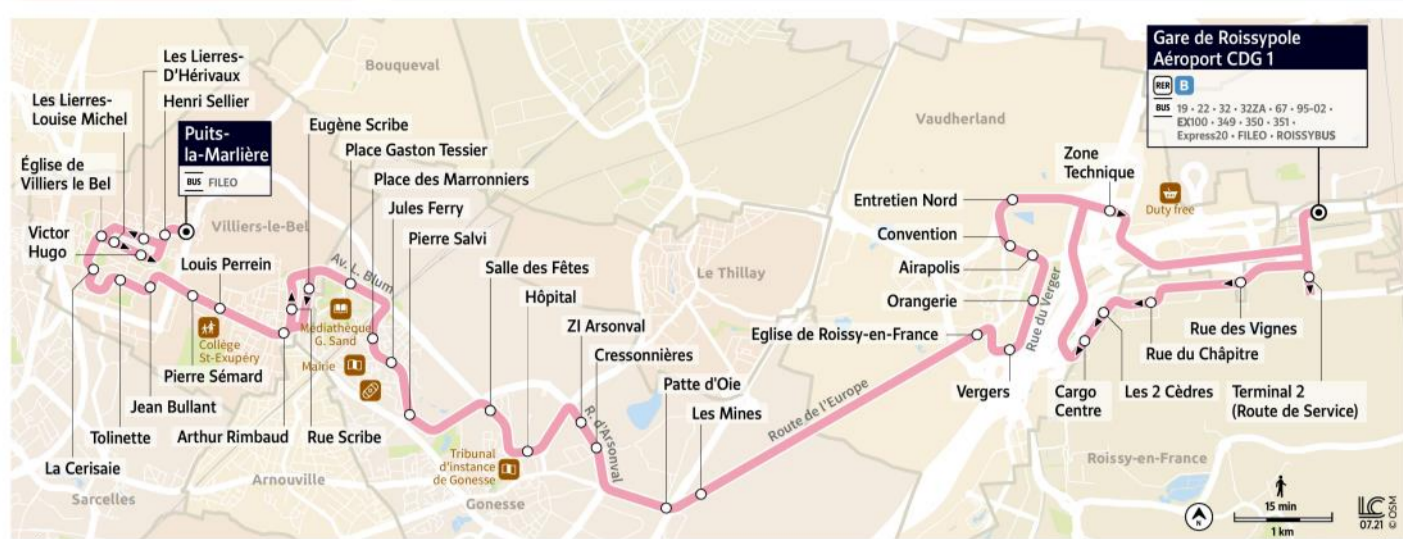 Bouqueval
Les Lierres-
D'Hérivaux
Henri Sellier
Les Lierres-
Louise Michel
Puits-
la-Marlière
BUS FILEO
Église de
Villiers le Bel
Victor
Hugo
Villiers-le-Bel
Eugène Scribe
Place Gaston Tessier
Place des Marronniers
Jules Ferry
Pierre Salvi
Louis Perrein
Av. L. Blum
Salle des Fêtes
Hôpital
ZI Arsonval
Cressonnières
Patte d'Oie
Les Mines
Le Thillay
Médiathèque
G. Sand
Mairie
Collège
St-Exupéry
Pierre Sémard
Jean Bullant
Tolinette
Arthur Rimbaud
Rue Scribe
La Cerisaie
Sarcelles
Arnouville
Tribunal
d'instance
de Gonesse
Gonesse
R. d'Arsonval
Route de l'Europe
Vaudherland
Entretien Nord
Convention
Airapolis
Orangerie
Eglise de Roissy-en-France
Vergers
Rue du Verger
Zone
Technique
Duty free
Gare de Roissypole
Aéroport CDG 1
RER B
BUS 19 • 22 • 32 • 32ZA • 67 • 95-02 •
EX100 • 349 • 350 • 351 •
Express20 • FILEO • ROISSYBUS
Rue des Vignes
Rue du Châpitre
Les 2 Cèdres
Cargo
Centre
Terminal 2
(Route de Service)
Roissy-en-France
N
15 min
1 km
LC
07.21
© OSM